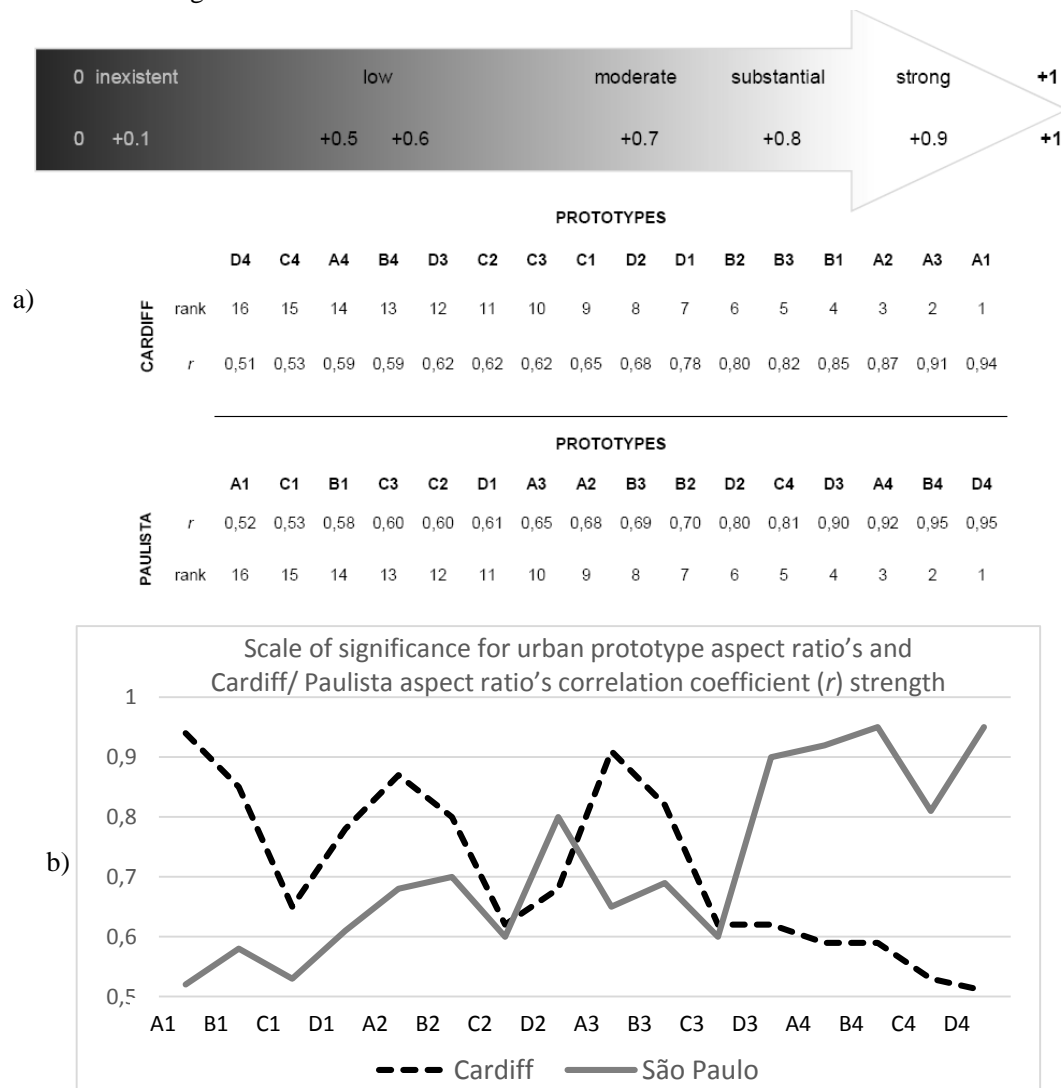 0 inexistent low moderate substantial strong +1
0 +0.1 +0.5 +0.6 +0.7 +0.8 +0.9 +1
a)
PROTOTYPES
D4 C4 A4 B4 D3 C2 C3 C1 D2 D1 B2 B3 B1 A2 A3 A1
CARDIFF
rank 16 15 14 13 12 11 10 9 8 7 6 5 4 3 2 1
r 0,51 0,53 0,59 0,59 0,62 0,62 0,62 0,65 0,68 0,78 0,80 0,82 0,85 0,87 0,91 0,94
PROTOTYPES
A1 C1 B1 C3 C2 D1 A3 A2 B3 B2 D2 C4 D3 A4 B4 D4
PAULISTA
r 0,52 0,53 0,58 0,60 0,60 0,61 0,65 0,68 0,69 0,70 0,80 0,81 0,90 0,92 0,95 0,95
rank 16 15 14 13 12 11 10 9 8 7 6 5 4 3 2 1
b)
Scale of significance for urban prototype aspect ratio's and
Cardiff/ Paulista aspect ratio's correlation coefficient (r) strength
1
0,9
0,8
0,7
0,6
0,5
A1 B1 C1 D1 A2 B2 C2 D2 A3 B3 C3 D3 A4 B4 C4 D4
Cardiff São Paulo